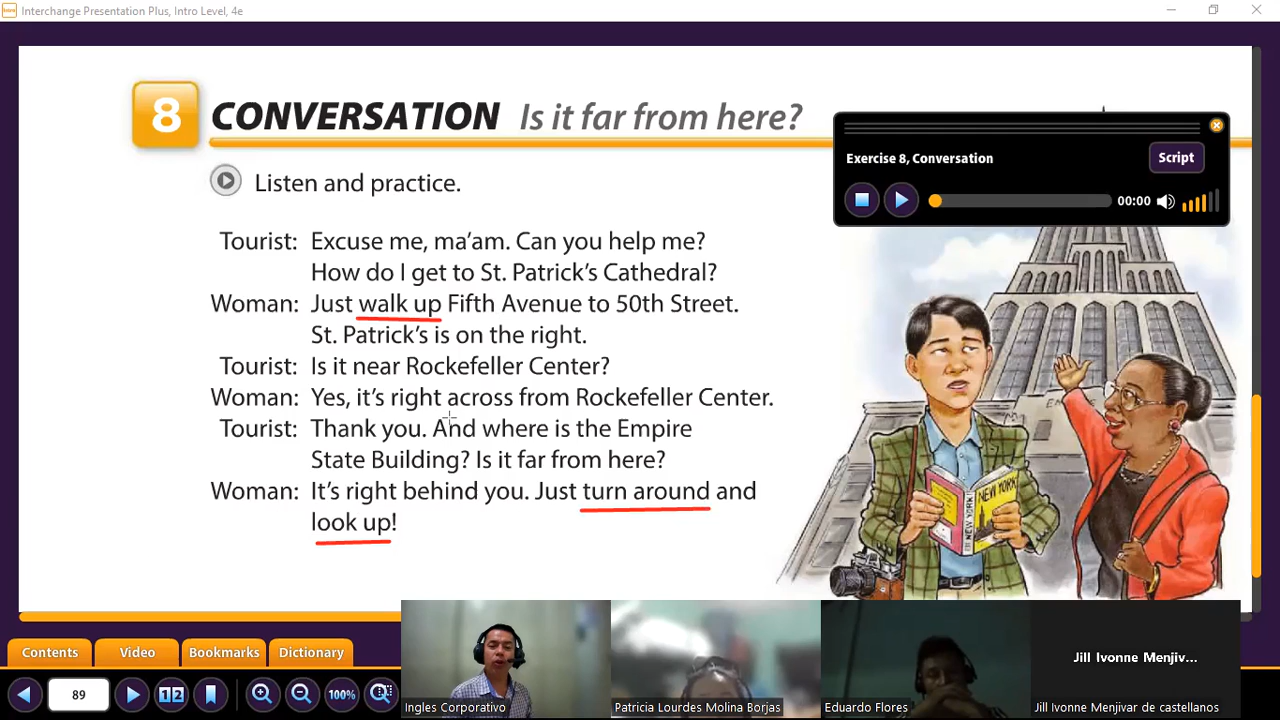 Interchange Presentation Plus, Intro Level, 4e
8 CONVERSATION Is it far from here?
Listen and practice.
Tourist: Excuse me, ma'am. Can you help me?
How do I get to St. Patrick's Cathedral?
Woman: Just walk up Fifth Avenue to 50th Street.
St. Patrick's is on the right.
Tourist: Is it near Rockefeller Center?
Woman: Yes, it's right across from Rockefeller Center.
Tourist: Thank you. And where is the Empire
State Building? Is it far from here?
Woman: It's right behind you. Just turn around and
look up!
Exercise 8, Conversation
Script
00:00
NEW YORK
NEW YORK
Contents
Video
Bookmarks
Dictionary
89
1 2
100%
Ingles Corporativo
Patricia Lourdes Molina Borjas
Eduardo Flores
Jill Ivonne Menjiv...
Jill Ivonne Menjivar de castellanos